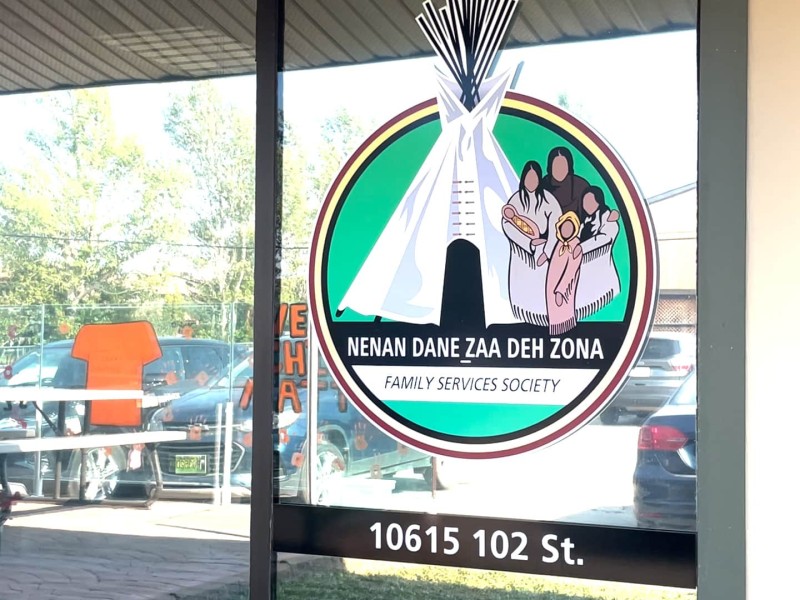 NENAN DANE ZAA DEH ZONA
FAMILY SERVICES SOCIETY
10615 102 St.